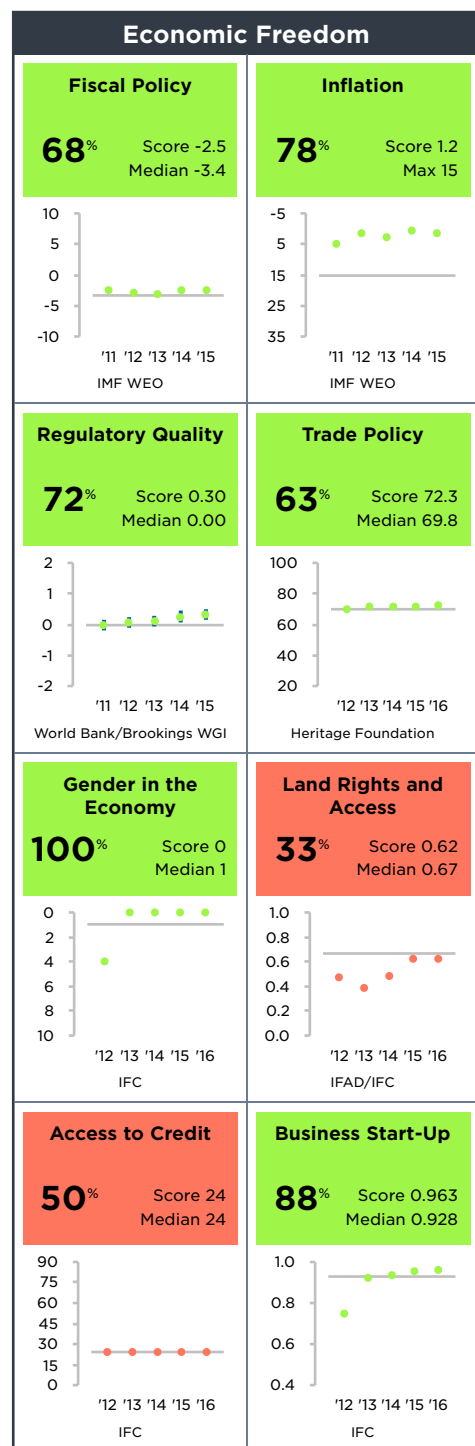 Economic Freedom
Fiscal Policy
68%
Score -2.5
Median -3.4
10
5
0
-5
-10
'11 '12 '13 '14 '15
IMF WEO
Inflation
78%
Score 1.2
Max 15
-5
5
15
25
35
'11 '12 '13 '14 '15
IMF WEO
Regulatory Quality
72%
Score 0.30
Median 0.00
2
1
0
-1
-2
'11 '12 '13 '14 '15
World Bank/Brookings WGI
Trade Policy
63%
Score 72.3
Median 69.8
100
80
60
40
20
'12 '13 '14 '15 '16
Heritage Foundation
Gender in the
Economy
100%
Score 0
Median 1
0
2
4
6
8
10
'12 '13 '14 '15 '16
IFC
Land Rights and
Access
33%
Score 0.62
Median 0.67
1.0
0.8
0.6
0.4
0.2
0.0
'12 '13 '14 '15 '16
IFAD/IFC
Access to Credit
50%
Score 24
Median 24
90
75
60
45
30
15
0
'12 '13 '14 '15 '16
IFC
Business Start-Up
88%
Score 0.963
Median 0.928
1.0
0.8
0.6
0.4
'12 '13 '14 '15 '16
IFC